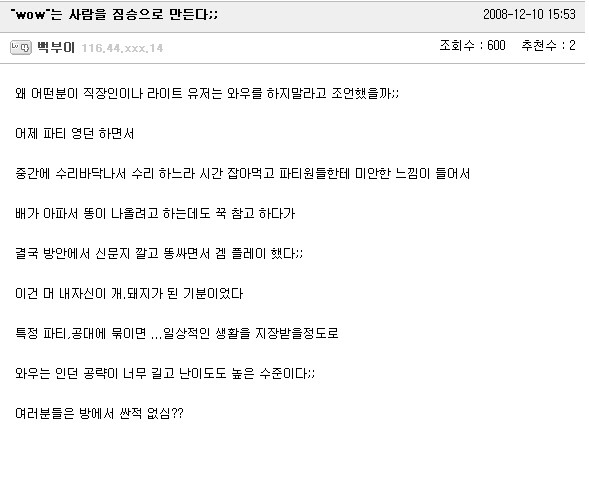 "wow"는 사람을 짐승으로 만든다;; 2008-12-10 15:53
빡부이 116.44.xxx.14 조회수 : 600 추천수 : 2
왜 어떤분이 직장인이나 라이트 유저는 와우를 하지말라고 조언했을까;;
어제 파티 영던 하면서
중간에 수리바닥나서 수리 하느라 시간 잡아먹고 파티원들한테 미안한 느낌이 들어서
배가 아파서 똥이 나올려고 하는데도 꾹 참고 하다가
결국 방안에서 신문지 깔고 똥싸면서 겜 플레이 했다;;
이건 머 내자신이 개.돼지가 된 기분이었다
특정 파티,공대에 묶이면 ...일상적인 생활을 지장받을정도로
와우는 인던 공략이 너무 길고 난이도도 높은 수준이다;;
여러분들은 방에서 싼적 없심??